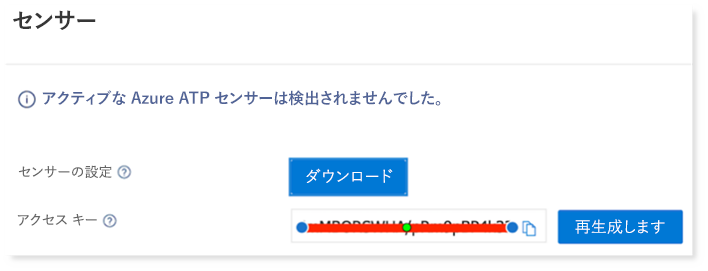 センサー
アクティブな Azure ATP センサーは検出されませんでした。
センサーの設定 ダウンロード
アクセス キー 再生成します